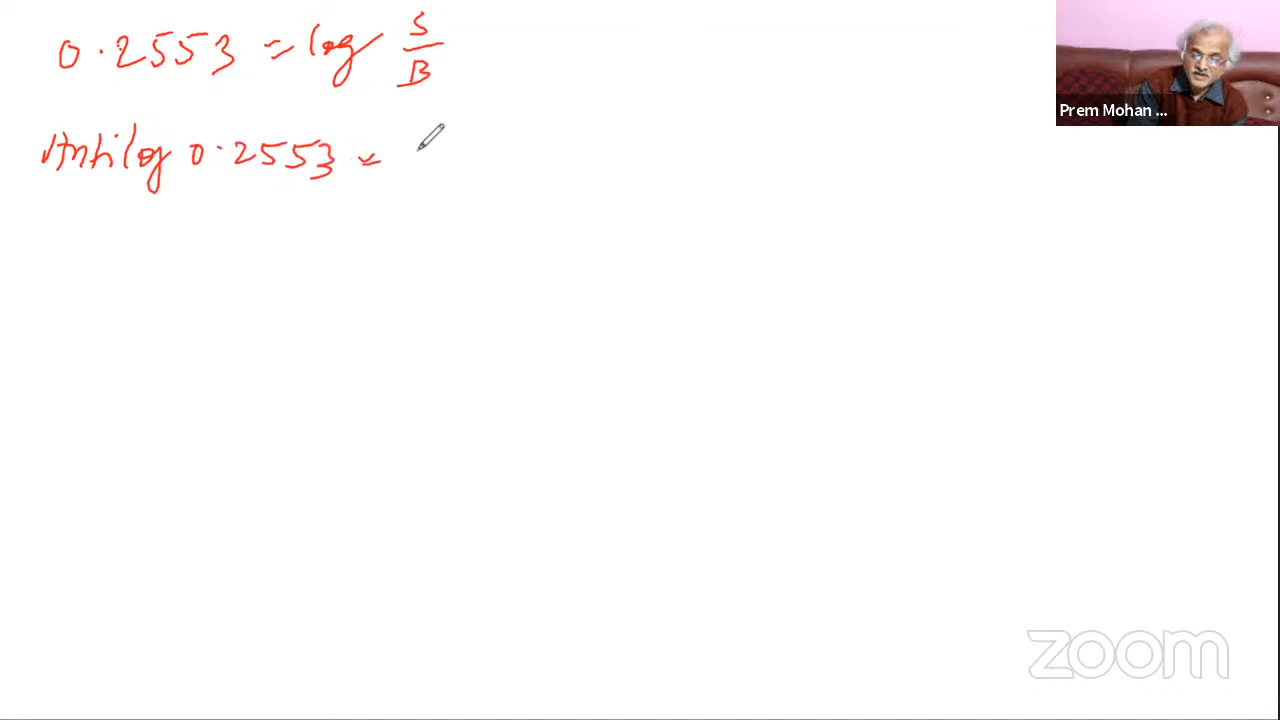 0.2553 = log S/B
Antilog 0.2553 =
Prem Mohan ...
zoom